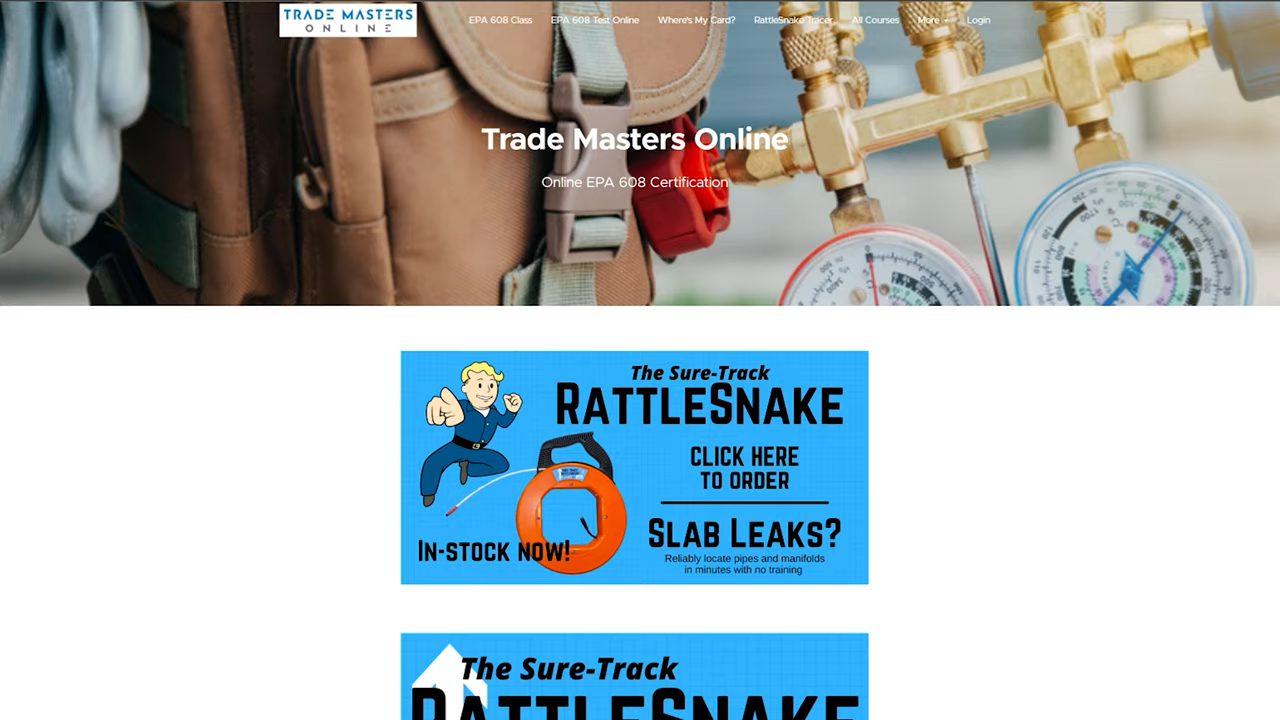 TRADE MASTERS
ONLINE
EPA 608 Class
EPA 608 Test Online
Where's My Card?
RattleSnake Tracer
All Courses
More
Login
Trade Masters Online
Online EPA 608 Certification
The Sure-Track
RATTLESNAKE
CLICK HERE
TO ORDER
SLAB LEAKS?
Reliably locate pipes and manifolds
in minutes with no training
IN-STOCK NOW!
The Sure-Track
RATTLESNAKE